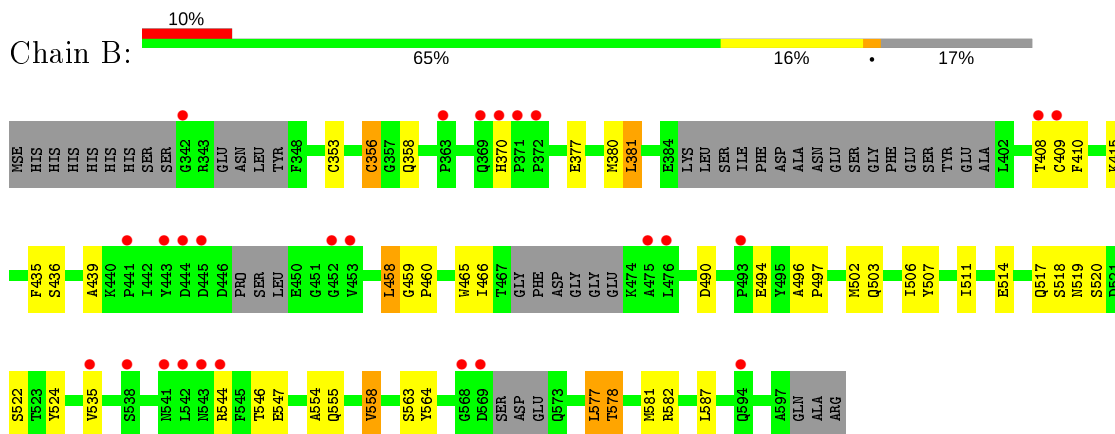 10%
Chain B:
65% 16% • 17%
MSE HIS HIS HIS HIS HIS HIS SER SER G342 R343 GLU ASN LEU TYR F348 C353 C356 G357 Q358 P363 Q369 H370 P371 P372 E377 M380 L381 E384 LYS LEU SER ILE PHE ASP ALA ASN GLU SER GLY PHE GLU SER TYR GLU ALA L402 T408 C409 F410 K415
F435 S436 A439 K440 P441 I442 Y443 D444 D445 D446 PRO SER LEU E450 G451 G452 V453 L458 G459 P460 W465 I466 T467 GLY PHE ASP GLY GLY GLU K474 A475 L476 D490 P493 E494 Y495 A496 P497 M502 Q503 I506 Y507 I511 E514 Q517 S518 N519 S520 D521
S522 T523 Y524 V535 S538 N541 L542 N543 R544 F545 T546 E547 A554 Q555 V558 S563 Y564 G568 D569 SER ASP GLU Q573 L577 T578 M581 R582 L587 Q594 A597 GLN ALA ARG